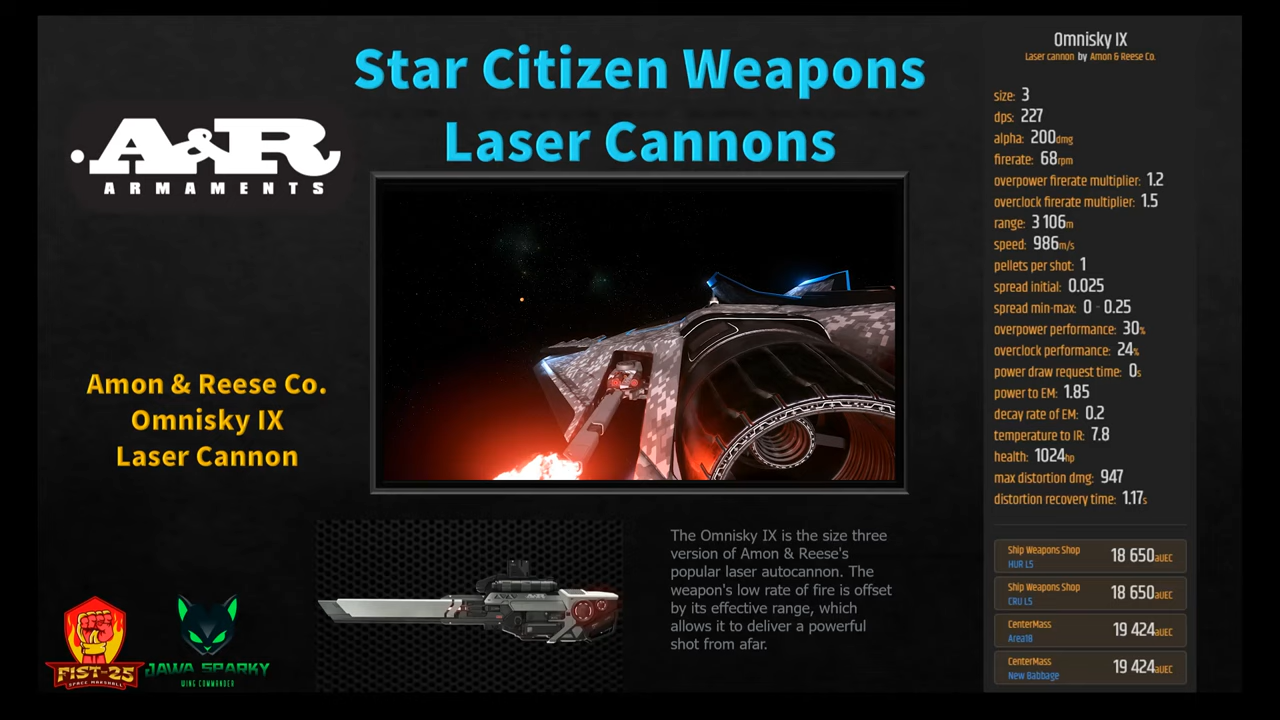 Star Citizen Weapons
Laser Cannons
A&R
ARMAMENTS
Amon & Reese Co.
Omnisky IX
Laser Cannon
FIST-25
SPACE MARSHALL
JAWA SPARKY
WING COMMANDER
The Omnisky IX is the size three
version of Amon & Reese's
popular laser autocannon. The
weapon's low rate of fire is offset
by its effective range, which
allows it to deliver a powerful
shot from afar.
Omnisky IX
Laser cannon by Amon & Reese Co.
size: 3
dps: 227
alpha: 200dmg
firerate: 68rpm
overpower firerate multiplier: 1.2
overclock firerate multiplier: 1.5
range: 3 106m
speed: 986m/s
pellets per shot: 1
spread initial: 0.025
spread min-max: 0 - 0.25
overpower performance: 30%
overclock performance: 24%
power draw request time: 0s
power to EM: 1.85
decay rate of EM: 0.2
temperature to IR: 7.8
health: 1024hp
max distortion dmg: 947
distortion recovery time: 1.17s
Ship Weapons Shop 18 650aUEC
HUR L5
Ship Weapons Shop 18 650aUEC
CRU L5
CenterMass 19 424aUEC
Area18
CenterMass 19 424aUEC
New Babbage